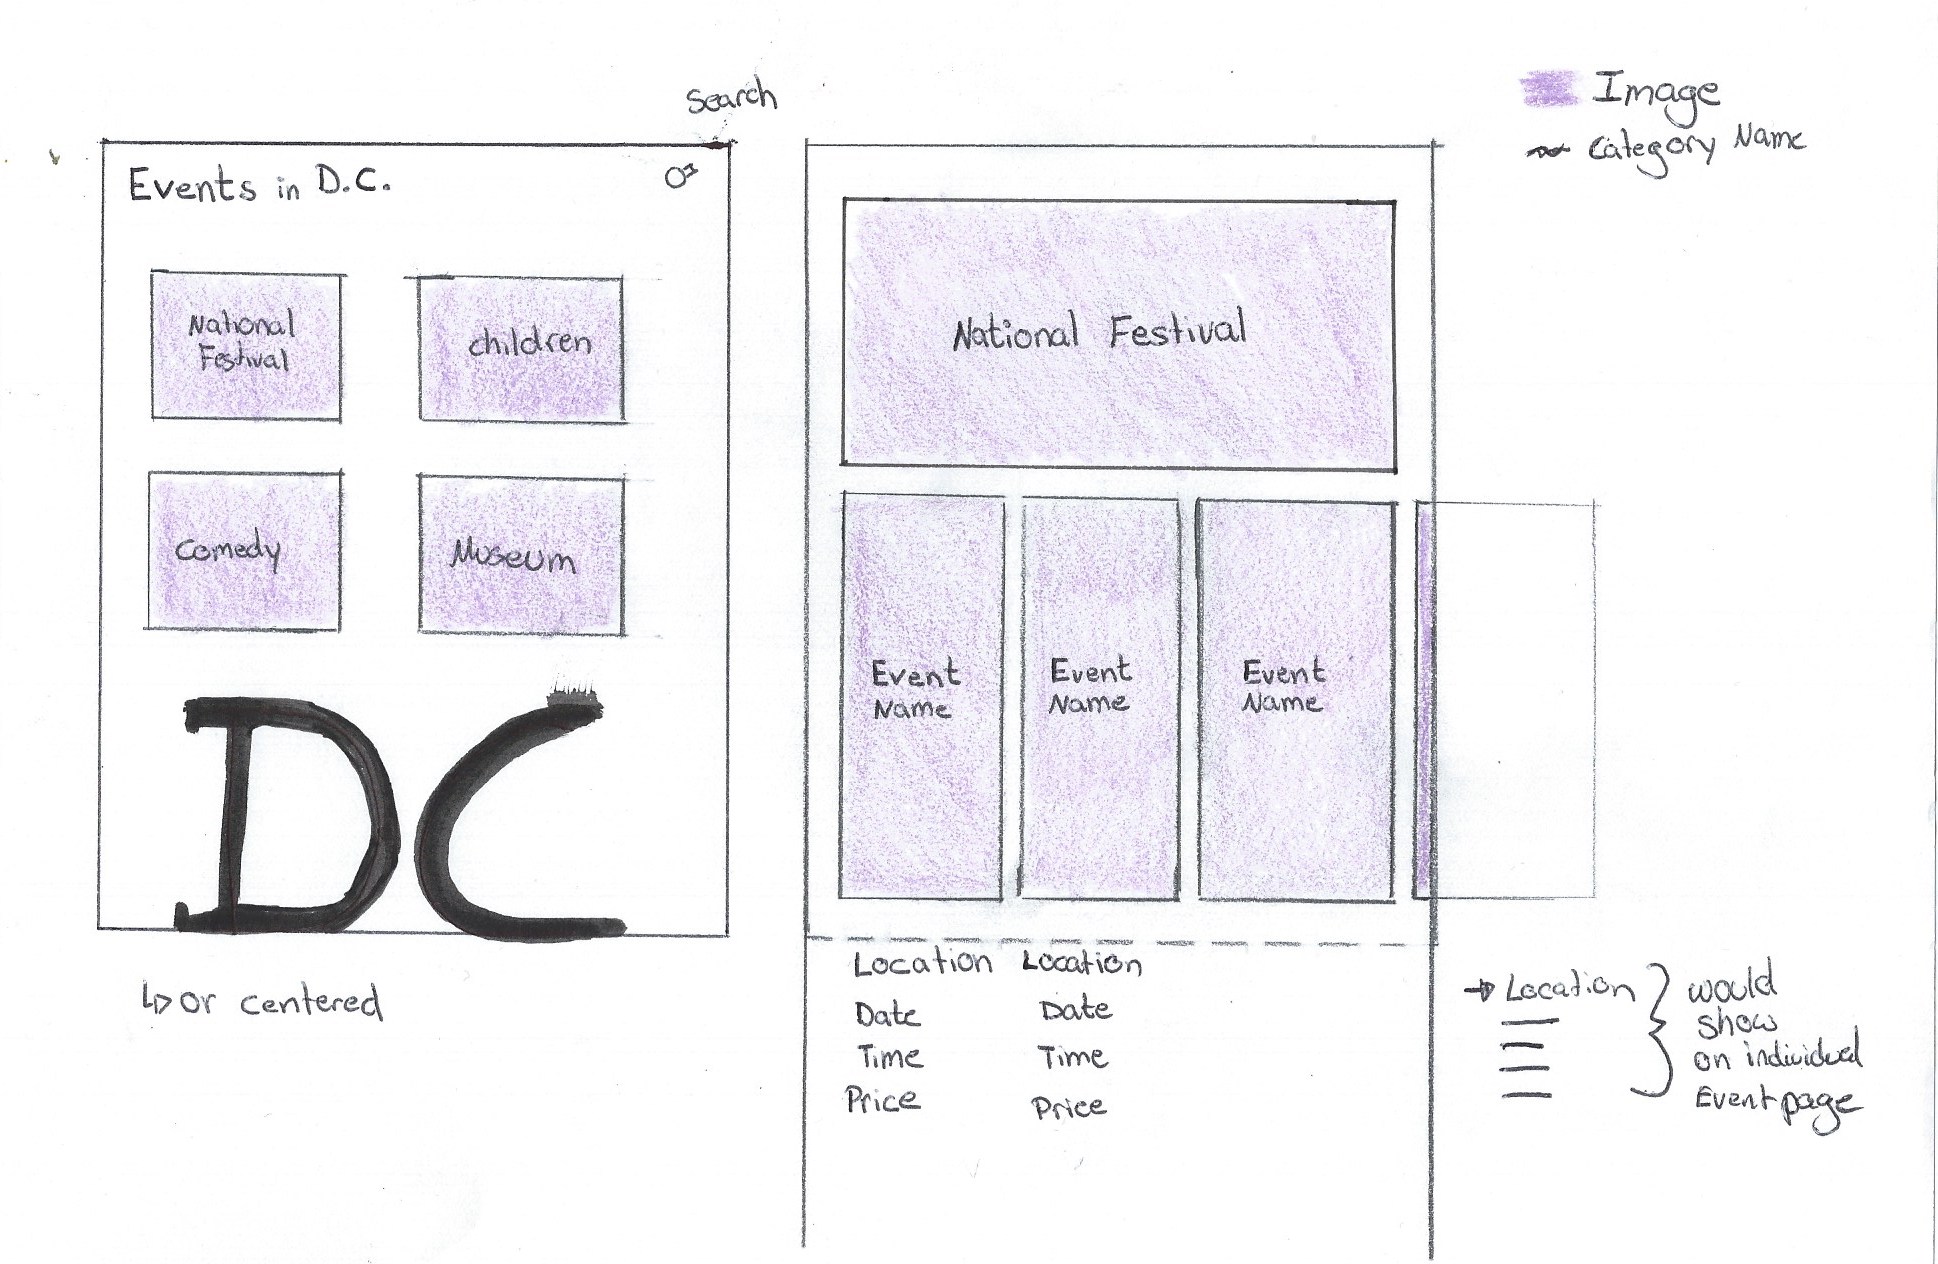 Search
Image
Category Name
Events in D.C.
National
Festival
children
Comedy
Museum
DC
or centered
National Festival
Event
Name
Event
Name
Event
Name
Location
Date
Time
Price
Location
Date
Time
Price
Location
would
show
on individual
Event page